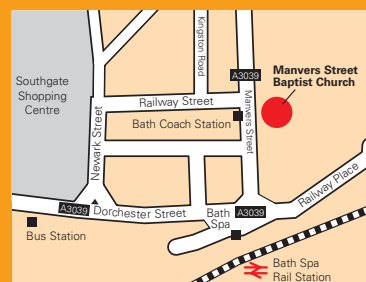 Kingston Road
A3039
Manvers Street
Baptist Church
Southgate
Shopping
Centre
Railway Street
Bath Coach Station
Manvers Street
Newark Street
Railway Place
A3039
Dorchester Street
Bath
Spa
A3039
Bus Station
Bath Spa
Rail Station